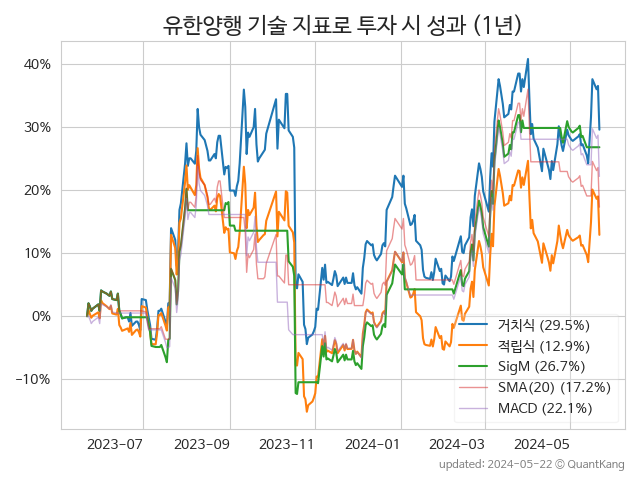 유한양행 기술 지표로 투자 시 성과 (1년)
40%
30%
20%
10%
0%
−10%
거치식 (29.5%)
적립식 (12.9%)
SigM (26.7%)
SMA(20) (17.2%)
MACD (22.1%)
2023−07 2023−09 2023−11 2024−01 2024−03 2024−05
updated: 2024−05−22 © QuantKang